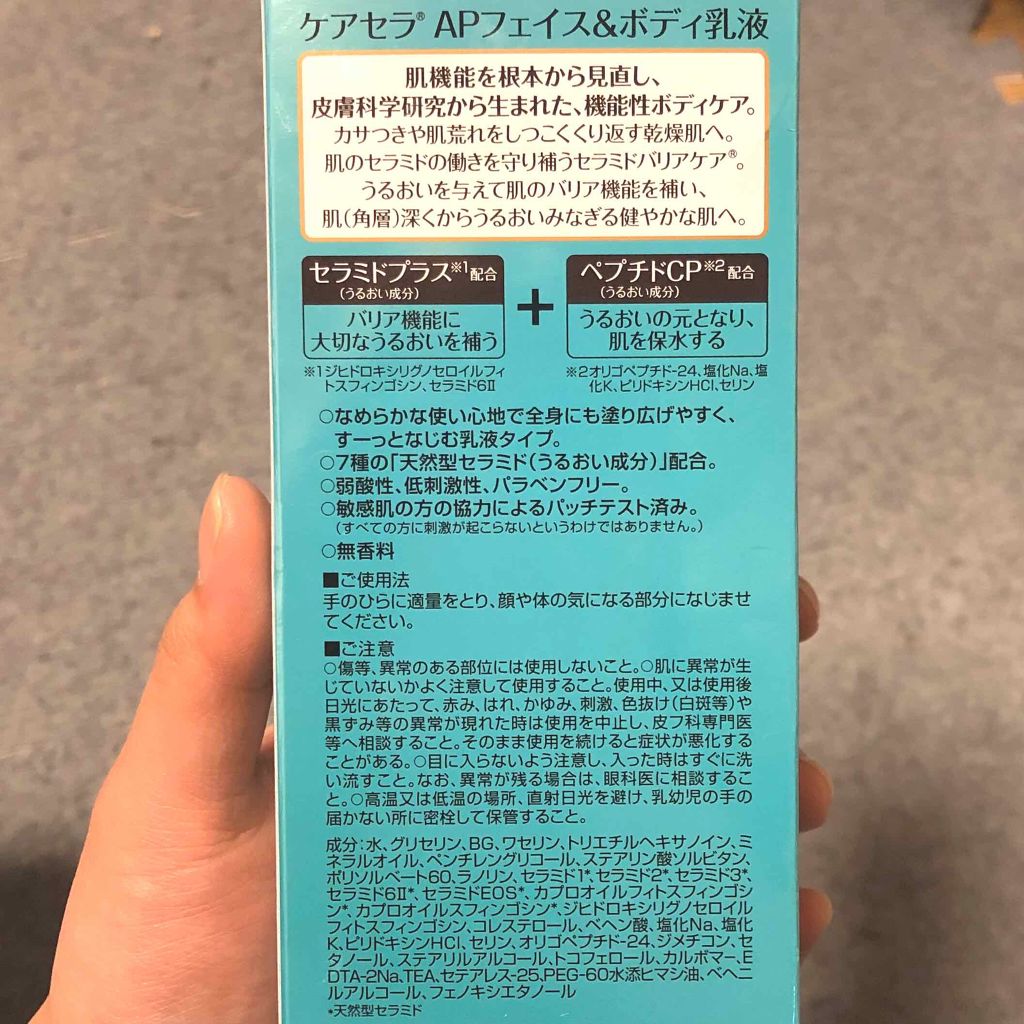 ケアセラ® APフェイス&ボディ乳液
肌機能を根本から見直し、
皮膚科学研究から生まれた、機能性ボディケア。
カサつきや肌荒れをしつこくくり返す乾燥肌へ。
肌のセラミドの働きを守り補うセラミドバリアケア®。
うるおいを与えて肌のバリア機能を補い、
肌(角層)深くからうるおいみなぎる健やかな肌へ。
セラミドプラス※1配合
(うるおい成分)
バリア機能に
大切なうるおいを補う
※1ジヒドロキシリグノセロイルフィ
トスフィンゴシン、セラミド6Ⅱ
+
ペプチドCP※2配合
(うるおい成分)
うるおいの元となり、
肌を保水する
※2オリゴペプチド-24、塩化Na、塩
化K、ピリドキシンHCl、セリン
○なめらかな使い心地で全身にも塗り広げやすく、
すーっとなじむ乳液タイプ。
○7種の「天然型セラミド(うるおい成分)」配合。
○弱酸性、低刺激性、パラベンフリー。
○敏感肌の方の協力によるパッチテスト済み。
(すべての方に刺激が起こらないというわけではありません。)
○無香料
■ご使用法
手のひらに適量をとり、顔や体の気になる部分になじませ
てください。
■ご注意
○傷等、異常のある部位には使用しないこと。○肌に異常が生
じていないかよく注意して使用すること。使用中、又は使用後
日光にあたって、赤み、はれ、かゆみ、刺激、色抜け(白斑等)や
黒ずみ等の異常が現れた時は使用を中止し、皮フ科専門医
等へ相談すること。そのまま使用を続けると症状が悪化する
ことがある。○目に入らないよう注意し、入った時はすぐに洗
い流すこと。なお、異常が残る場合は、眼科医に相談するこ
と。○高温又は低温の場所、直射日光を避け、乳幼児の手の
届かない所に密栓して保管すること。
成分:水、グリセリン、BG、ワセリン、トリエチルヘキサノイン、ミ
ネラルオイル、ペンチレングリコール、ステアリン酸ソルビタン、
ポリソルベート60、ラノリン、セラミド1*、セラミド2*、セラミド3*、
セラミド6Ⅱ*、セラミドEOS*、カプロオイルフィトスフィンゴシ
ン*、カプロオイルスフィンゴシン*、ジヒドロキシリグノセロイル
フィトスフィンゴシン、コレステロール、ベヘン酸、塩化Na、塩化
K、ピリドキシンHCl、セリン、オリゴペプチド-24、ジメチコン、セ
タノール、ステアリルアルコール、トコフェロール、カルボマー、E
DTA-2Na、TEA、セテアレス-25、PEG-60水添ヒマシ油、ベヘニ
ルアルコール、フェノキシエタノール
*天然型セラミド